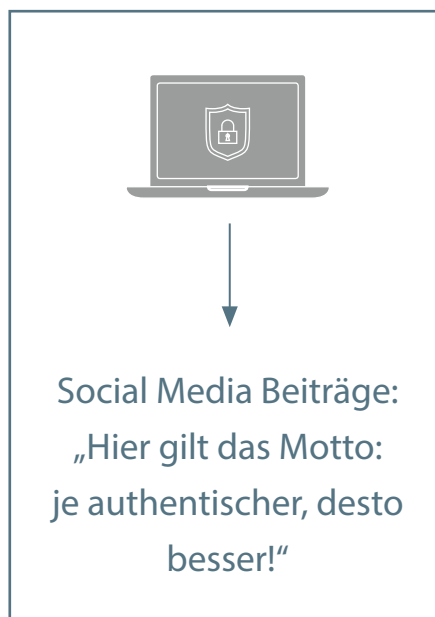 Social Media Beiträge:
„Hier gilt das Motto:
je authentischer, desto
besser!“